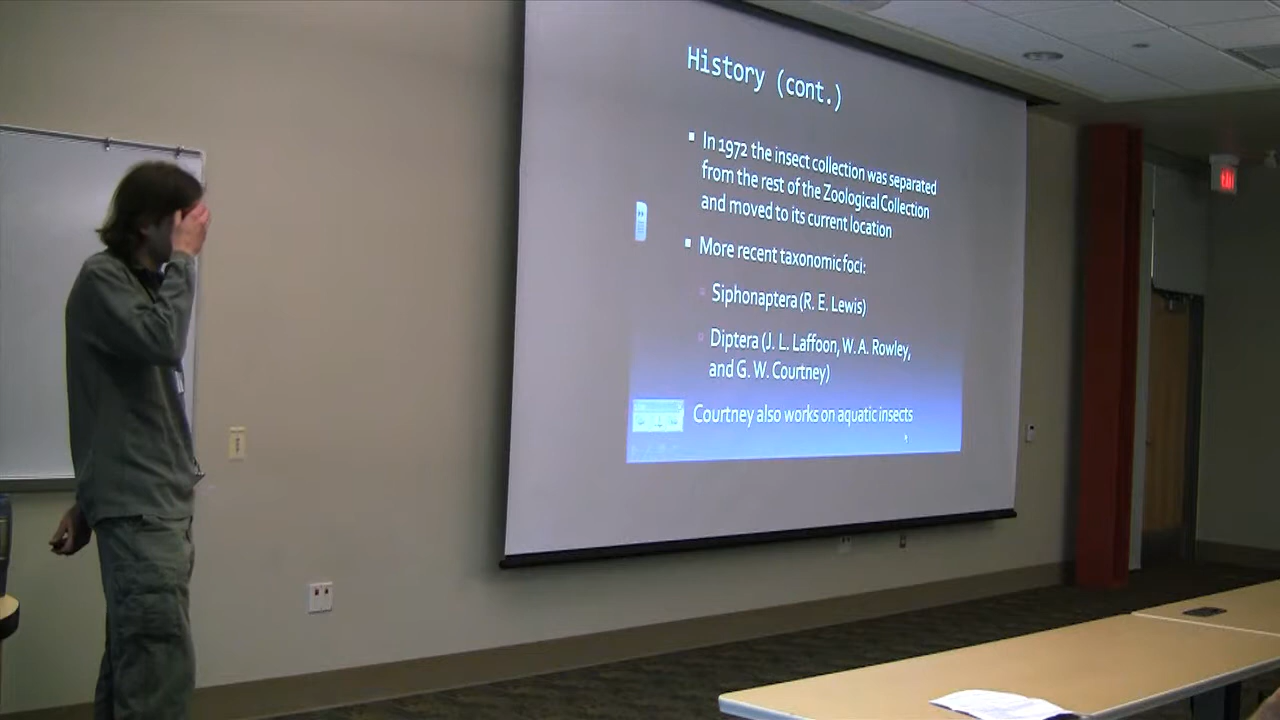 History (cont.)
In 1972 the insect collection was separated
from the rest of the Zoological Collection
and moved to its current location
More recent taxonomic foci:
Siphonaptera (R. E. Lewis)
Diptera (J. L. Laffoon, W. A. Rowley,
and G. W. Courtney)
Courtney also works on aquatic insects
EXIT